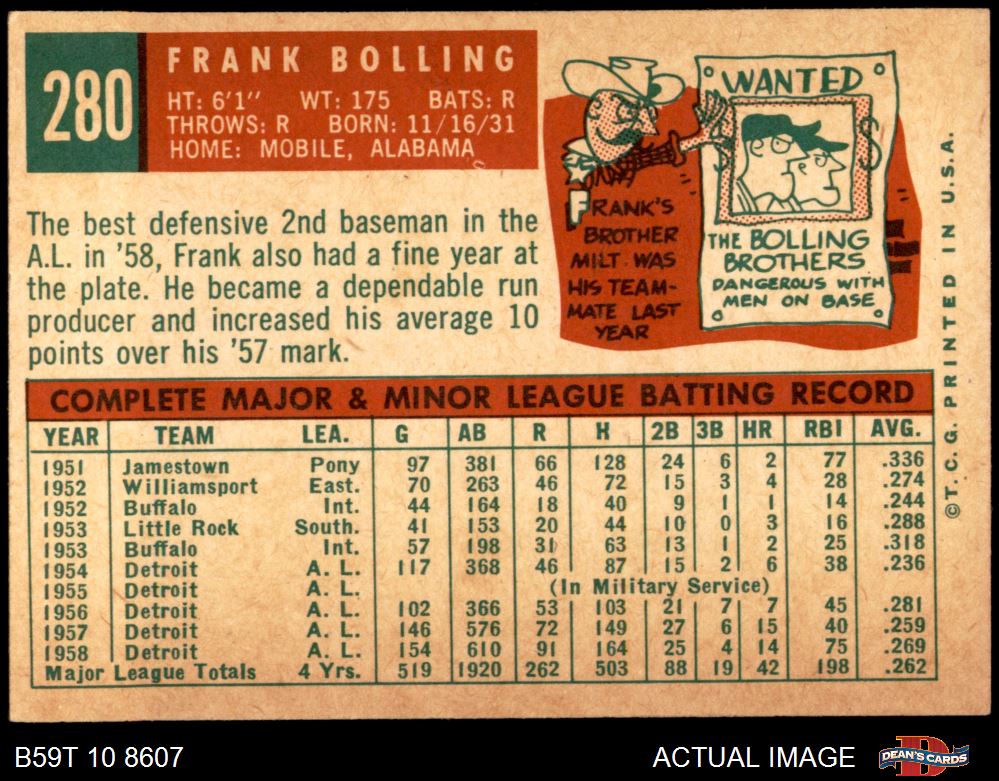 280
FRANK BOLLING
HT: 6'1" WT: 175 BATS: R
THROWS: R BORN: 11/16/31
HOME: MOBILE, ALABAMA
The best defensive 2nd baseman in the
A.L. in '58, Frank also had a fine year at
the plate. He became a dependable run
producer and increased his average 10
points over his '57 mark.
FRANK'S
BROTHER
MILT WAS
HIS TEAM-
MATE LAST
YEAR
WANTED
$ $
THE BOLLING
BROTHERS
DANGEROUS WITH
MEN ON BASE
COMPLETE MAJOR & MINOR LEAGUE BATTING RECORD
YEAR TEAM LEA. G AB R H 2B 3B HR RBI AVG.
1951 Jamestown Pony 97 381 66 128 24 6 2 77 .336
1952 Williamsport East. 70 263 46 72 15 3 4 28 .274
1952 Buffalo Int. 44 164 18 40 9 1 1 14 .244
1953 Little Rock South. 41 153 20 44 10 0 3 16 .288
1953 Buffalo Int. 57 198 31 63 13 1 2 25 .318
1954 Detroit A. L. 117 368 46 87 15 2 6 38 .236
1955 Detroit A. L. (In Military Service)
1956 Detroit A. L. 102 366 53 103 21 7 7 45 .281
1957 Detroit A. L. 146 576 72 149 27 6 15 40 .259
1958 Detroit A. L. 154 610 91 164 25 4 14 75 .269
Major League Totals 4 Yrs. 519 1920 262 503 88 19 42 198 .262
©T. C. G. PRINTED IN U.S.A.
B59T 10 8607
ACTUAL IMAGE
DEAN'S CARDS